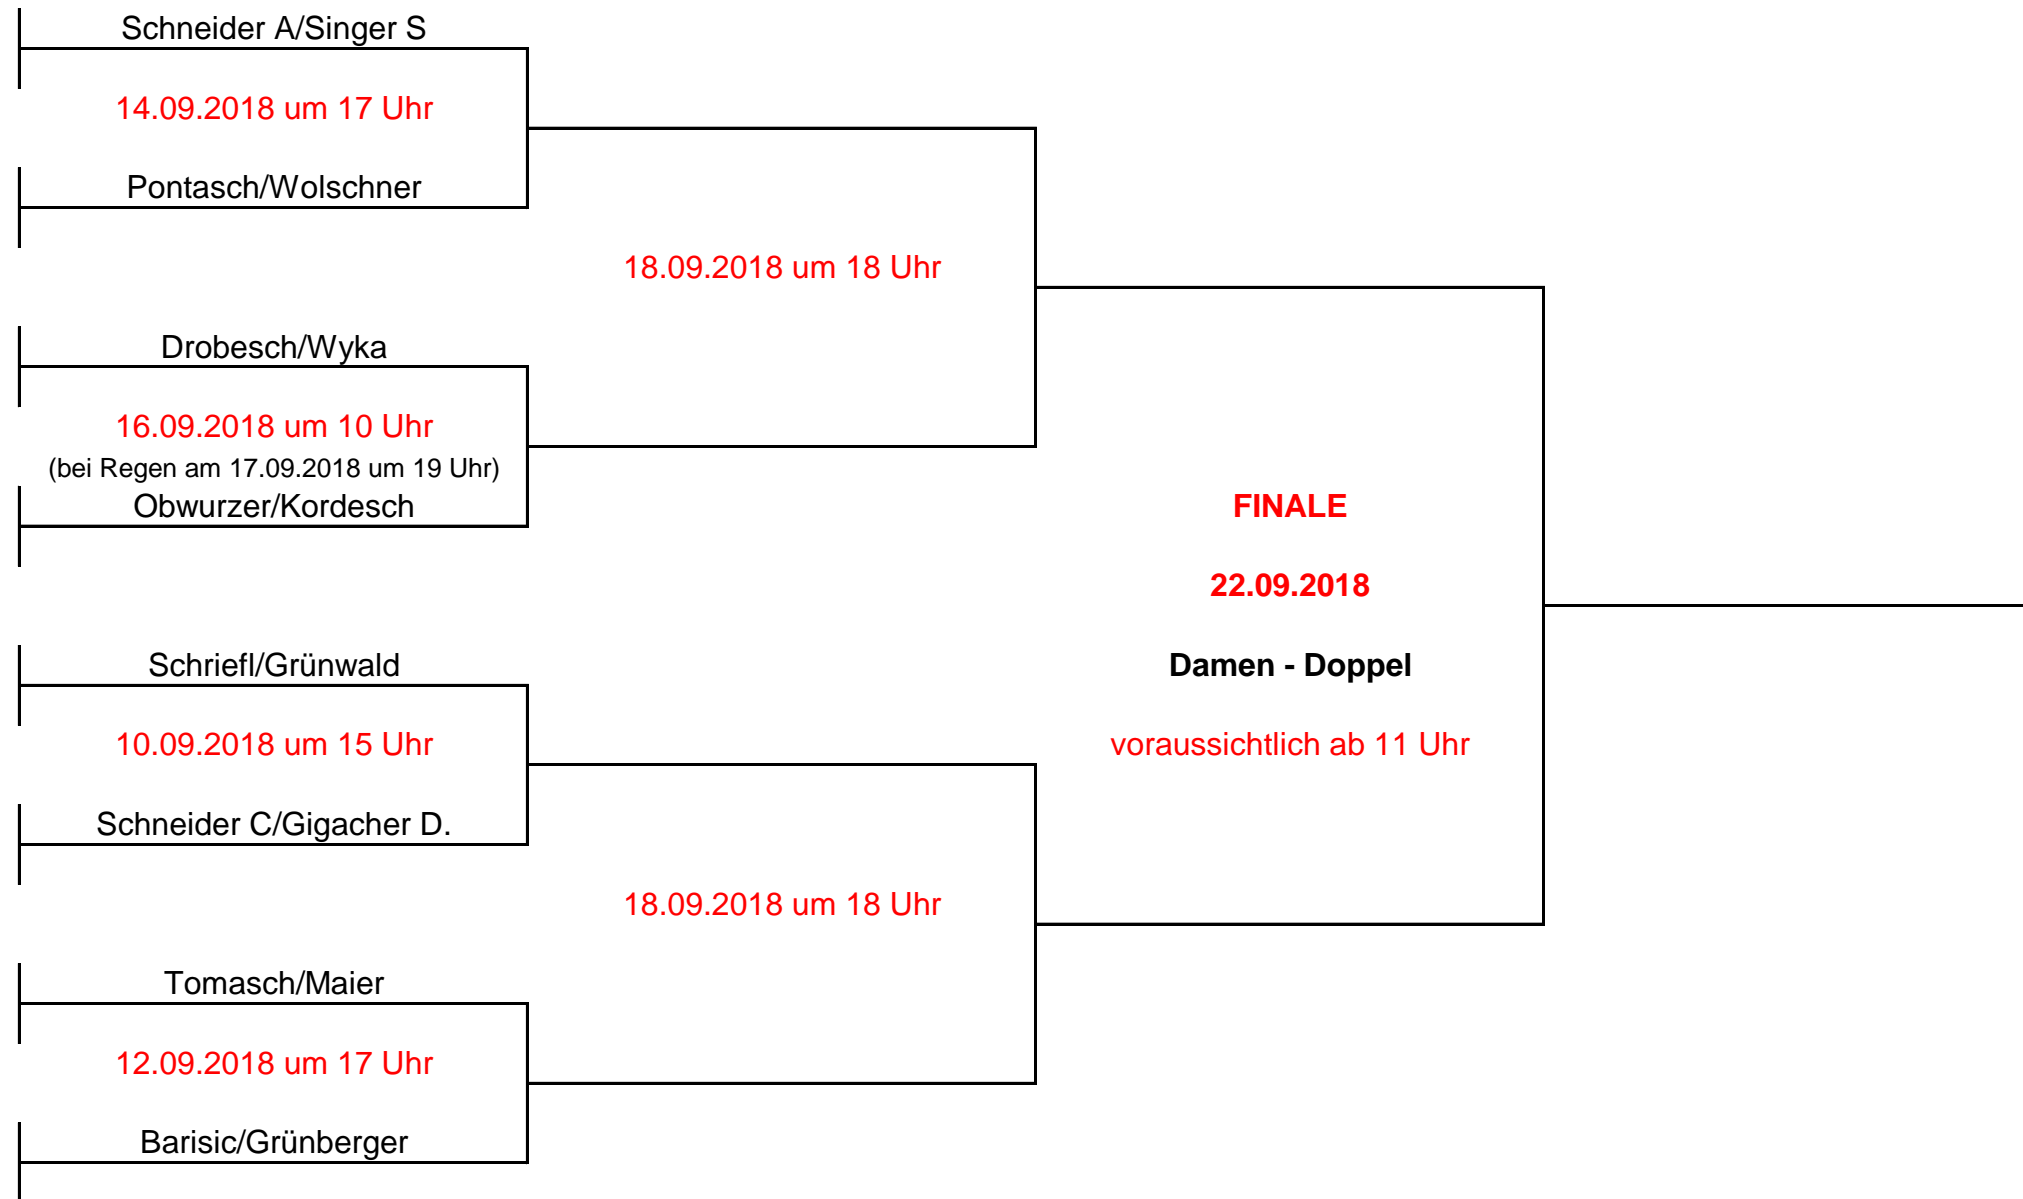 Schneider A/Singer S
14.09.2018 um 17 Uhr
Pontasch/Wolschner
18.09.2018 um 18 Uhr
Drobesch/Wyka
16.09.2018 um 10 Uhr
(bei Regen am 17.09.2018 um 19 Uhr)
Obwurzer/Kordesch
FINALE
22.09.2018
Damen - Doppel
voraussichtlich ab 11 Uhr
Schriefl/Grünwald
10.09.2018 um 15 Uhr
Schneider C/Gigacher D.
18.09.2018 um 18 Uhr
Tomasch/Maier
12.09.2018 um 17 Uhr
Barisic/Grünberger